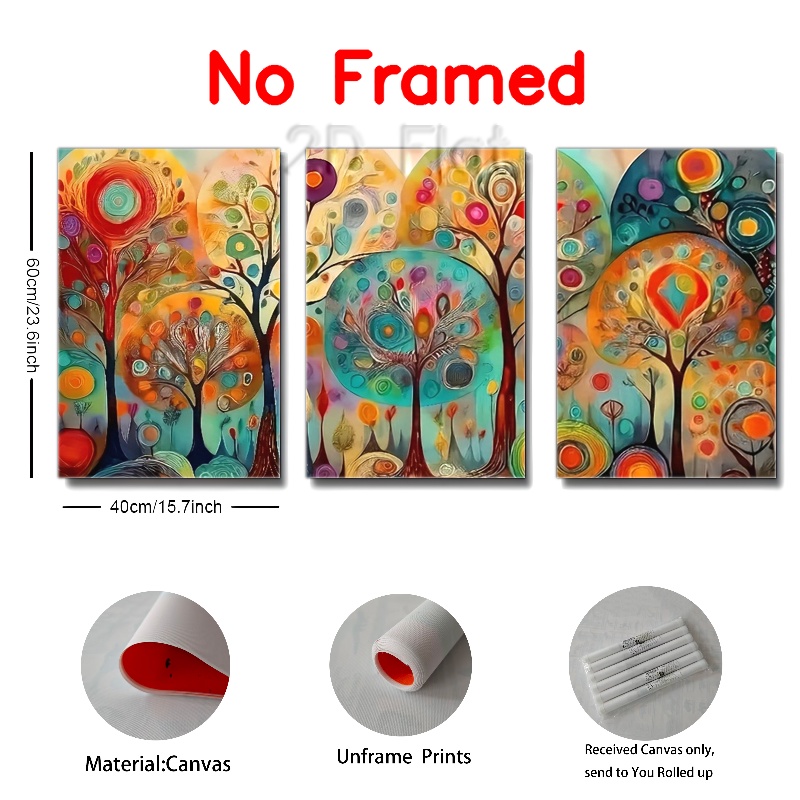 No Framed
2D Flat
60cm/23.6inch
40cm/15.7inch
Material:Canvas
Unframe Prints
Received Canvas only,
send to You Rolled up